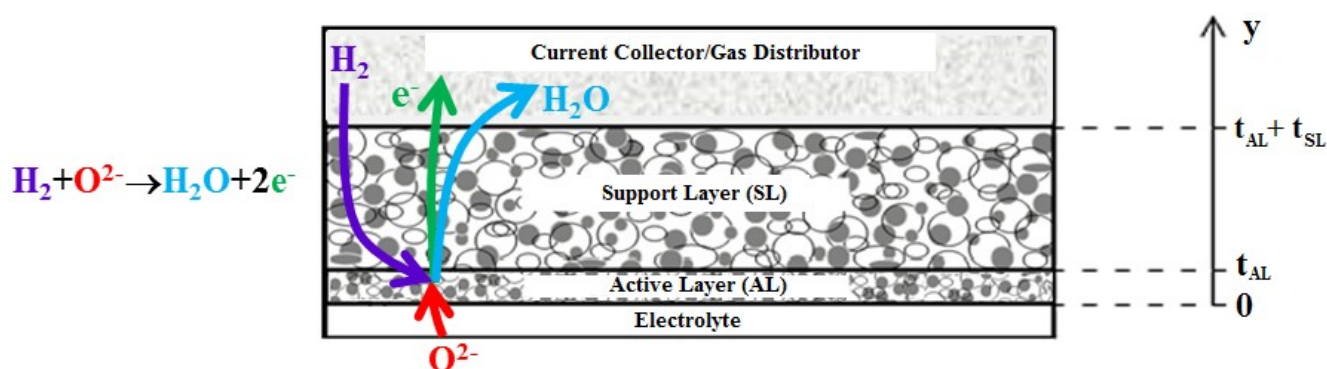 Current Collector/Gas Distributor
y
H₂
e⁻
H₂O
t_AL + t_SL
H₂+O²⁻→H₂O+2e⁻
Support Layer (SL)
t_AL
Active Layer (AL)
0
Electrolyte
O²⁻